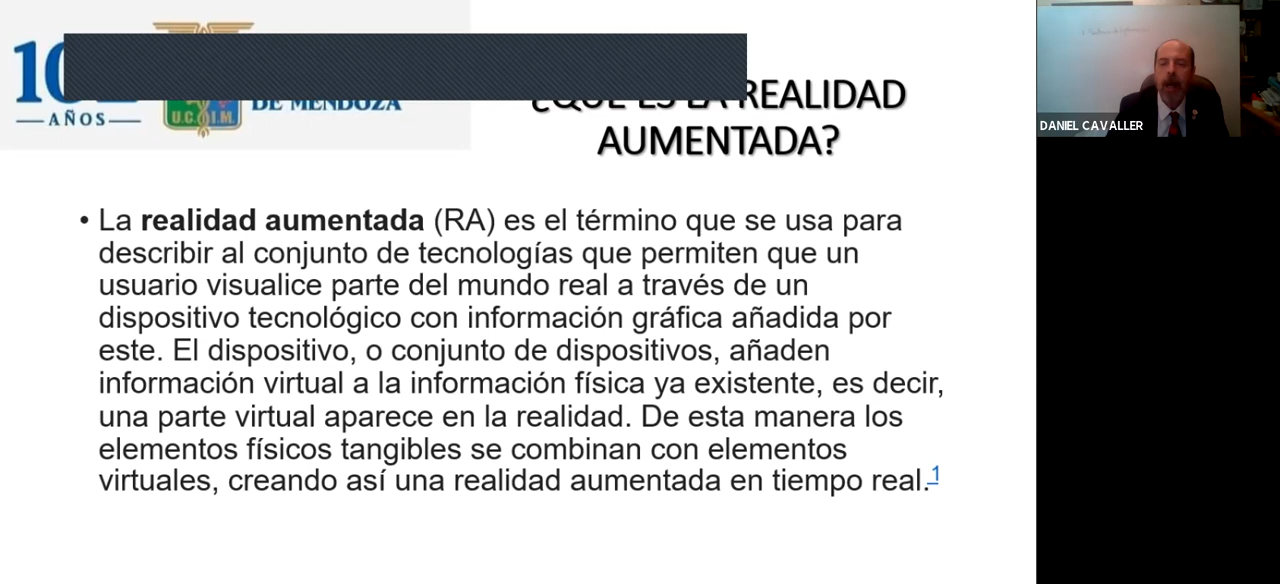 AÑOS
U.C. I.M.
DE MENDOZA
REALIDAD
AUMENTADA?
• La realidad aumentada (RA) es el término que se usa para
describir al conjunto de tecnologías que permiten que un
usuario visualice parte del mundo real a través de un
dispositivo tecnológico con información gráfica añadida por
este. El dispositivo, o conjunto de dispositivos, añaden
información virtual a la información física ya existente, es decir,
una parte virtual aparece en la realidad. De esta manera los
elementos físicos tangibles se combinan con elementos
virtuales, creando así una realidad aumentada en tiempo real.1
DANIEL CAVALLER